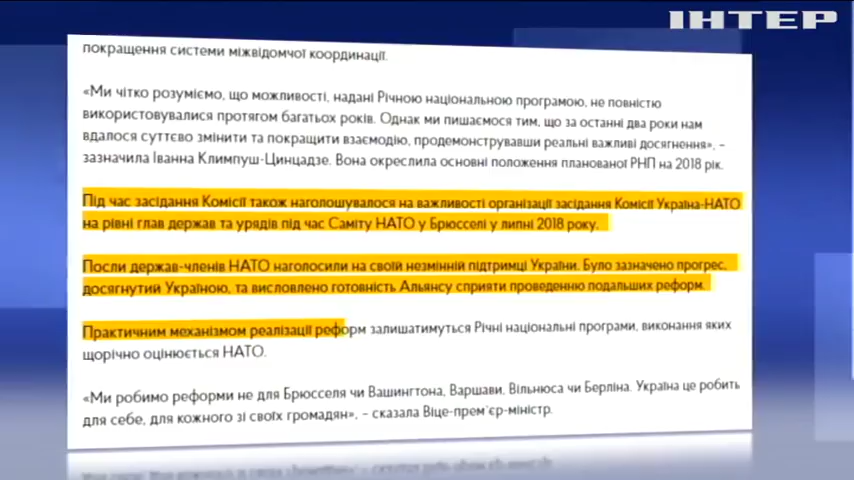 ІНТЕР
покращення системи міжвідомчої координації.
«Ми чітко розуміємо, що можливості, надані Річною національною програмою, не повністю
використовувалися протягом багатьох років. Однак ми пишаємося тим, що за останні два роки нам
вдалося суттєво змінити та покращити взаємодію, продемонструвавши реальні важливі досягнення», –
зазначила Іванна Климпуш-Цинцадзе. Вона окреслила основні положення планованої РНП на 2018 рік.
Під час засідання Комісії також наголошувалося на важливості організації засідання Комісії Україна-НАТО
на рівні глав держав та урядів під час Саміту НАТО у Брюсселі у липні 2018 року.
Посли держав-членів НАТО наголосили на своїй незмінній підтримці України. Було зазначено прогрес,
досягнутий Україною, та висловлено готовність Альянсу сприяти проведенню подальших реформ.
Практичним механізмом реалізації реформ залишатимуться Річні національні програми, виконання яких
щорічно оцінюється НАТО.
«Ми робимо реформи не для Брюсселя чи Вашингтона, Варшави, Вільнюса чи Берліна. Україна це робить
для себе, для кожного зі своїх громадян», – сказала Віце-прем'єр-міністр.